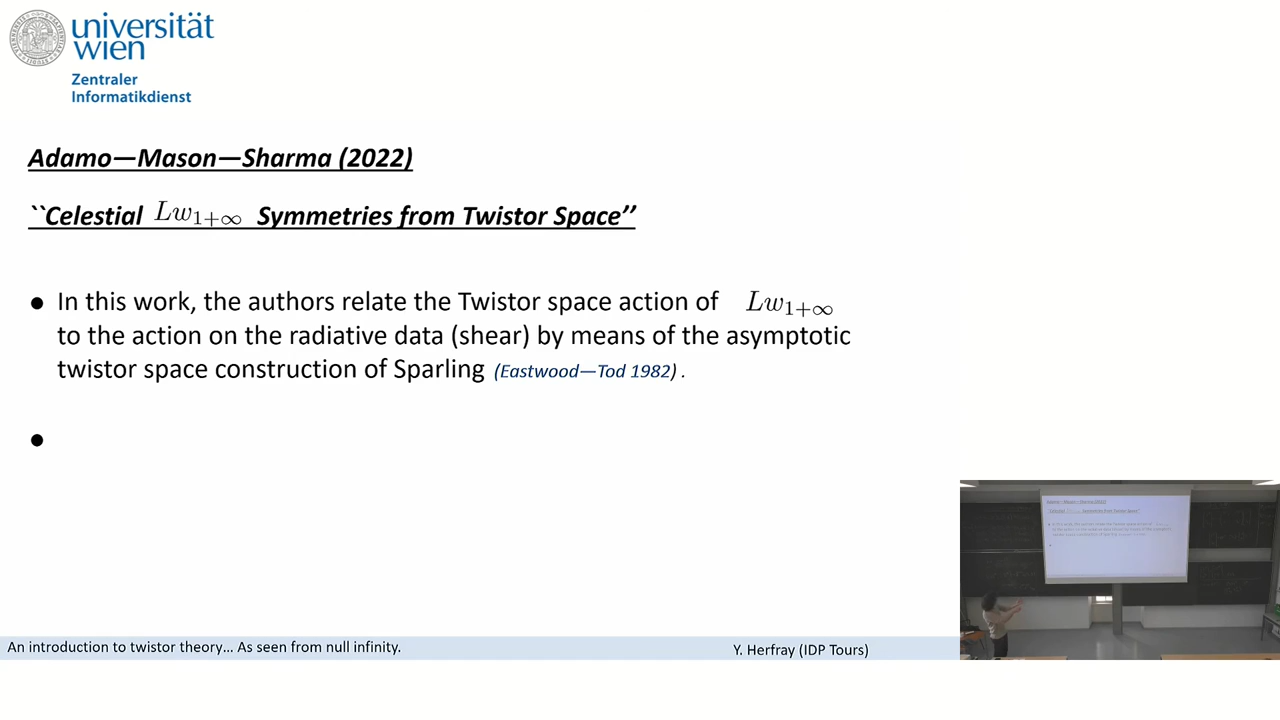 universität
wien
Zentraler
Informatikdienst
Adamo—Mason—Sharma (2022)
``Celestial Lw₁₊∞ Symmetries from Twistor Space’’
● In this work, the authors relate the Twistor space action of Lw₁₊∞
to the action on the radiative data (shear) by means of the asymptotic
twistor space construction of Sparling (Eastwood—Tod 1982) .
●
An introduction to twistor theory... As seen from null infinity.
Y. Herfray (IDP Tours)